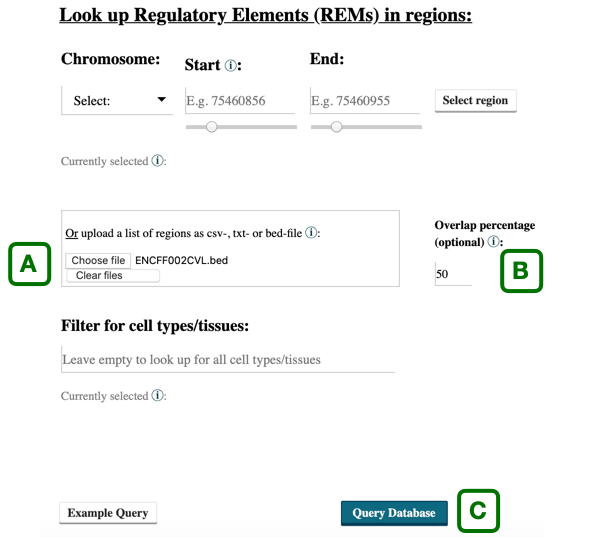 Look up Regulatory Elements (REMs) in regions:
Chromosome: Start ⓘ: End:
Select: E.g. 75460856 E.g. 75460955 Select region
Currently selected ⓘ:
Or upload a list of regions as csv-, txt- or bed-file ⓘ:
Overlap percentage
(optional) ⓘ:
A Choose file ENCFF002CVL.bed
Clear files
50 B
Filter for cell types/tissues:
Leave empty to look up for all cell types/tissues
Currently selected ⓘ:
Example Query Query Database C